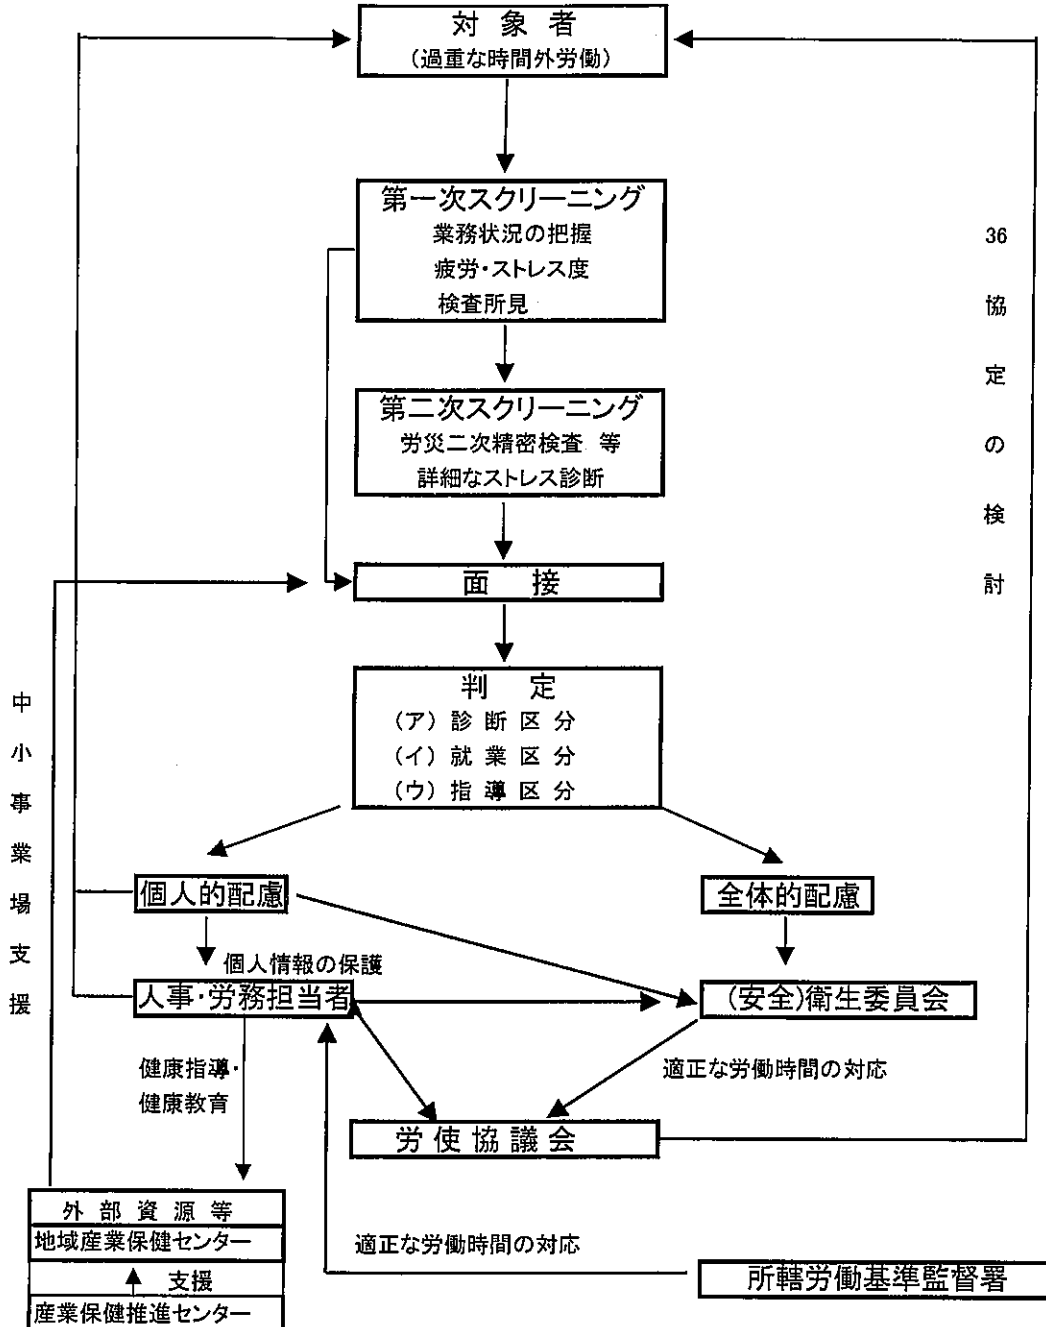 対 象 者
(過重な時間外労働)
第一次スクリーニング
業務状況の把握
疲労・ストレス度
検査所見
36協定の検討
第二次スクリーニング
労災二次精密検査 等
詳細なストレス診断
面 接
判 定
(ア) 診 断 区 分
(イ) 就 業 区 分
(ウ) 指 導 区 分
中小事業場支援
個人的配慮
全体的配慮
個人情報の保護
人事・労務担当者
(安全)衛生委員会
健康指導・
健康教育
適正な労働時間の対応
労 使 協 議 会
外 部 資 源 等
地域産業保健センター
支援
産業保健推進センター
適正な労働時間の対応
所轄労働基準監督署